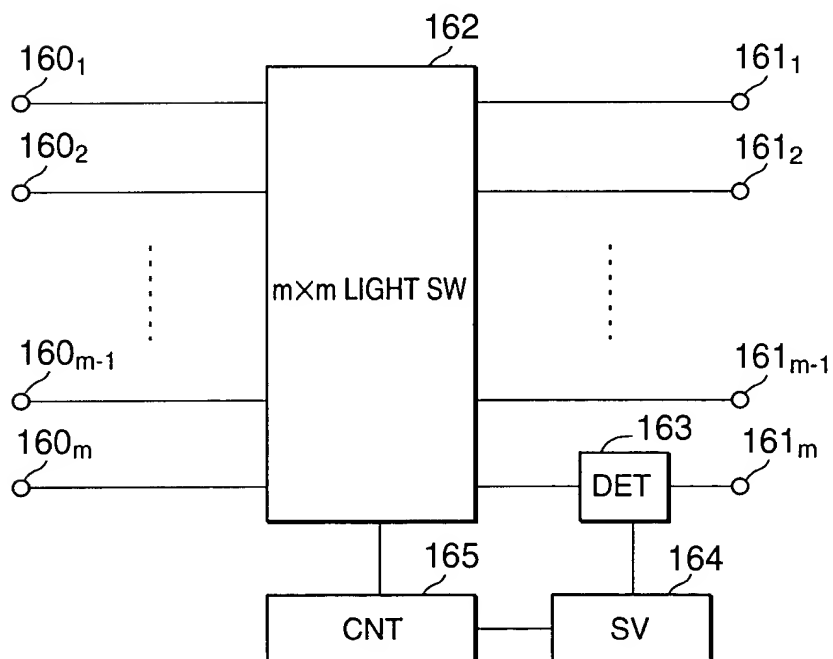 162
160₁
161₁
160₂
161₂
m×m LIGHT SW
160ₘ₋₁
161ₘ₋₁
160ₘ
163
161ₘ
DET
165
164
CNT
SV